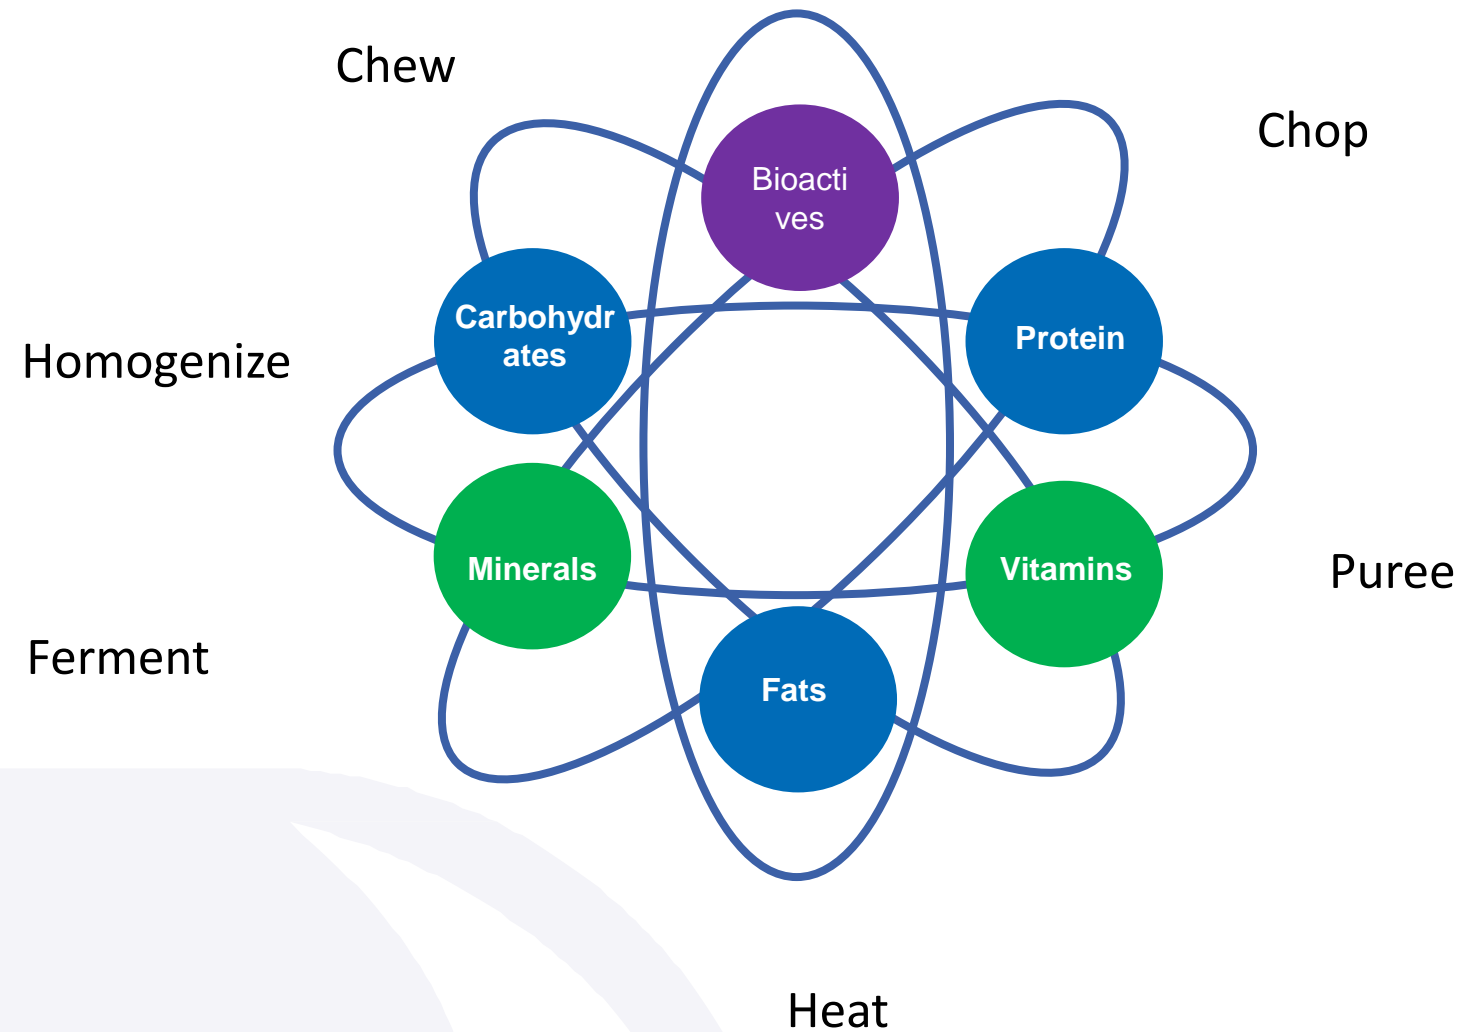 Chew
Chop
Bioacti
ves
Carbohydr
ates
Protein
Homogenize
Minerals
Vitamins
Puree
Ferment
Fats
Heat